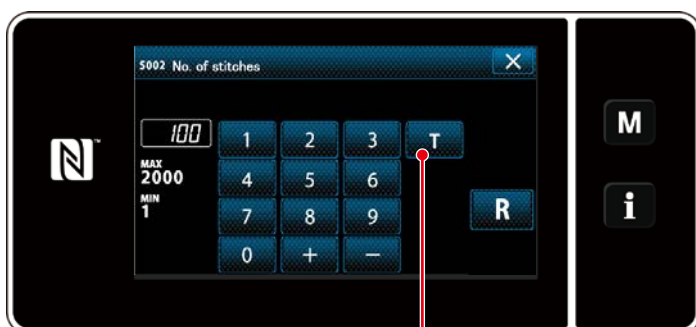 S002 No. of stitches
100
1 2 3 T
MAX
2000
4 5 6
MIN
1
7 8 9
R
0 + −
N
™
M
i